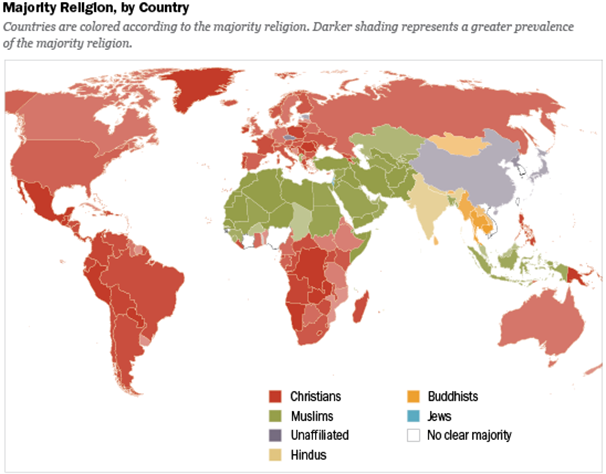 Majority Religion, by Country
Countries are colored according to the majority religion. Darker shading represents a greater prevalence
of the majority religion.
Christians
Muslims
Unaffiliated
Hindus
Buddhists
Jews
No clear majority